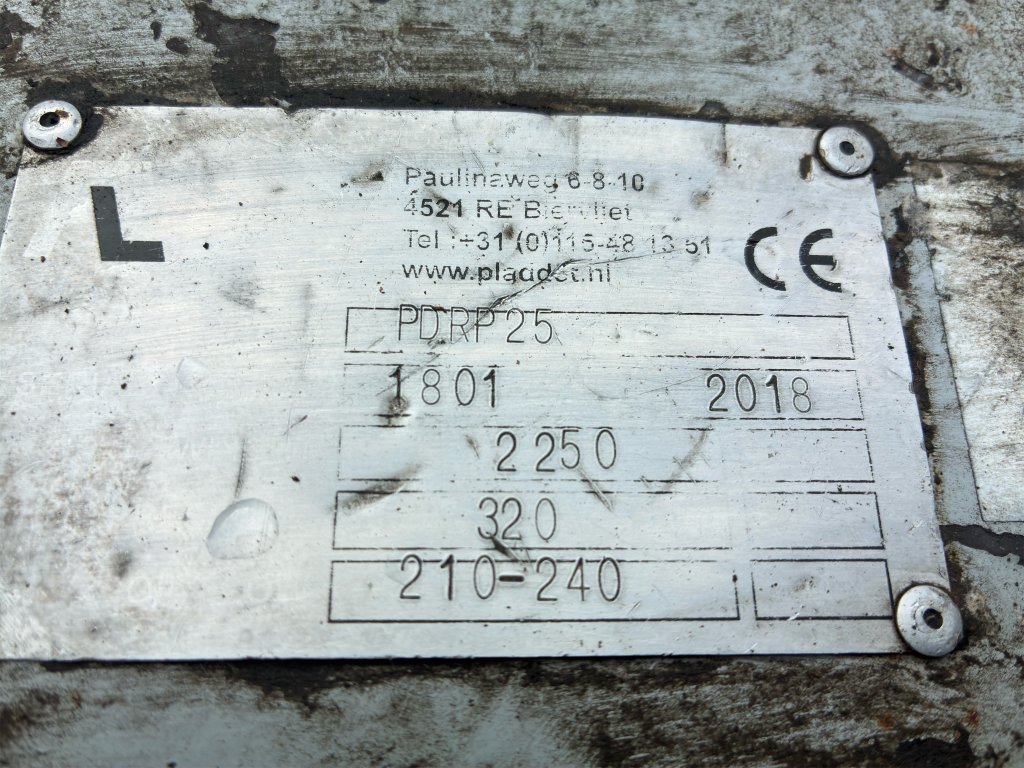 L
Paulinaweg 6-8-10
4521 RE Biervliet
Tel.:+31 (0)115-48 13 61
www.pladdet.nl
CE
PDRP25
1801 2018
2250
320
210-240